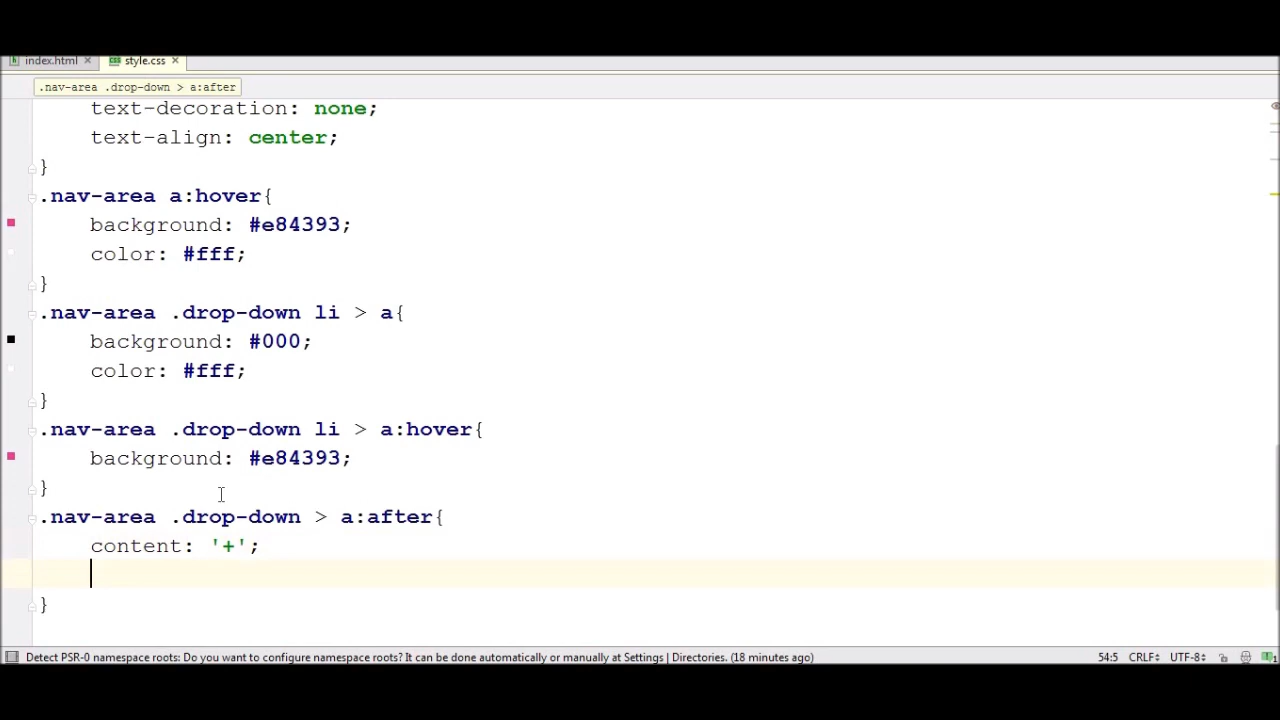 index.html
style.css
.nav-area .drop-down > a:after
text-decoration: none;
text-align: center;
}
.nav-area a:hover{
background: #e84393;
color: #fff;
}
.nav-area .drop-down li > a{
background: #000;
color: #fff;
}
.nav-area .drop-down li > a:hover{
background: #e84393;
}
.nav-area .drop-down > a:after{
content: '+';
}
Detect PSR-0 namespace roots: Do you want to configure namespace roots? It can be done automatically or manually at Settings | Directories. (18 minutes ago)
54:5 CRLF UTF-8